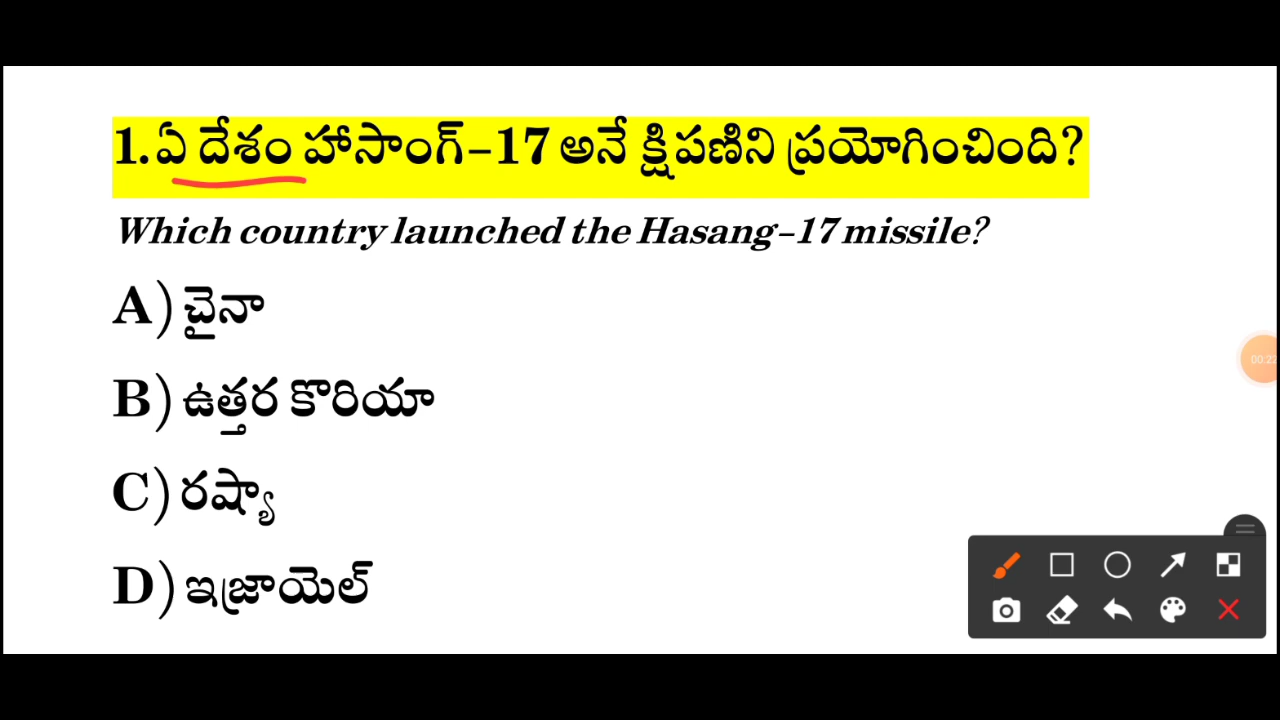 1.ఏ దేశం హాసాంగ్-17 అనే క్షిపణిని ప్రయోగించింది?
Which country launched the Hasang-17 missile?
A) చైనా
B) ఉత్తర కొరియా
C) రష్యా
D) ఇజ్రాయెల్